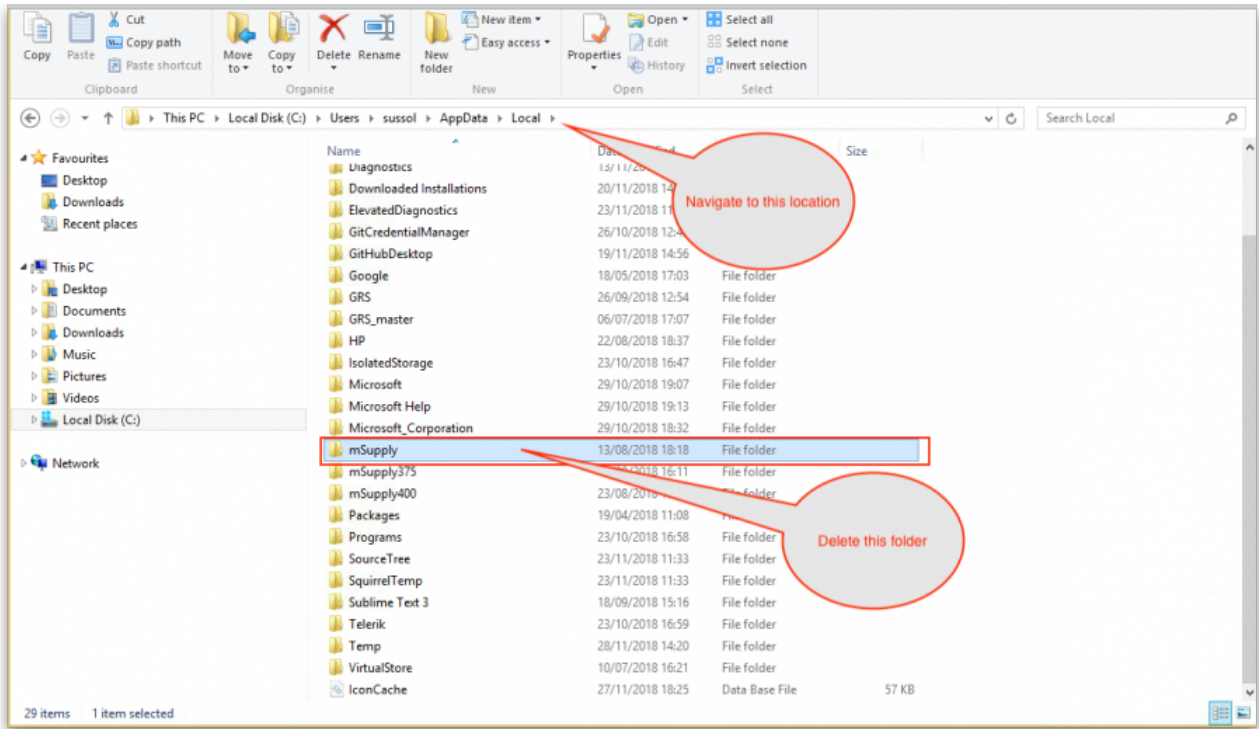 Copy
Paste
Cut
Copy path
Paste shortcut
Clipboard
Move to
Copy to
Delete
Rename
Organise
New folder
New item
Easy access
New
Properties
Open
Edit
History
Open
Select all
Select none
Invert selection
Select
This PC Local Disk (C:) Users sussol AppData Local
Search Local
Favourites
Desktop
Downloads
Recent places
This PC
Desktop
Documents
Downloads
Music
Pictures
Videos
Local Disk (C:)
Network
Name Size
Diagnostics
Downloaded Installations 20/11/2018
ElevatedDiagnostics 23/11/2018
GitCredentialManager 26/10/2018
GitHubDesktop 19/11/2018 14:56
Google 18/05/2018 17:03 File folder
GRS 26/09/2018 12:54 File folder
GRS_master 06/07/2018 17:07 File folder
HP 22/08/2018 18:37 File folder
IsolatedStorage 23/10/2018 16:47 File folder
Microsoft 29/10/2018 19:07 File folder
Microsoft Help 29/10/2018 19:13 File folder
Microsoft_Corporation 29/10/2018 18:32 File folder
mSupply 13/08/2018 18:18 File folder
mSupply375 16:11 File folder
mSupply400 folder
Packages 19/04/2018 11:08
Programs 23/10/2018 16:58 File folder
SourceTree 23/11/2018 11:33 File folder
SquirrelTemp 23/11/2018 11:33 File folder
Sublime Text 3 18/09/2018 15:16 File folder
Telerik 23/10/2018 16:59 File folder
Temp 28/11/2018 14:20 File folder
VirtualStore 10/07/2018 16:21 File folder
IconCache 27/11/2018 18:25 Data Base File 57 KB
Navigate to this location
Delete this folder
29 items 1 item selected